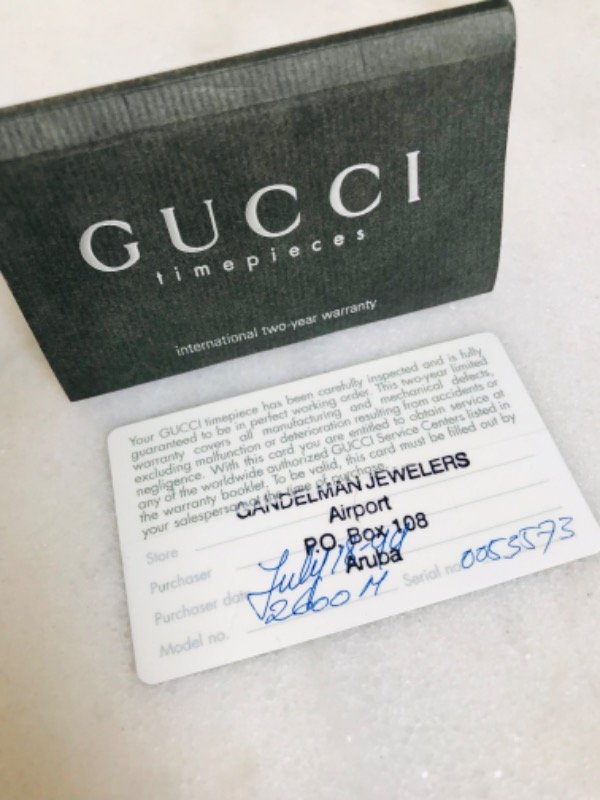 GUCCI
timepieces
international two-year warranty
Your GUCCI timepiece has been carefully inspected and is fully
guaranteed to be in perfect working order. This two-year limited
warranty covers all manufacturing and mechanical defects,
excluding malfunction or deterioration resulting from accidents or
negligence. With this card you are entitled to obtain service at
any of the worldwide authorized GUCCI Service Centers listed in
the warranty booklet. To be valid, this card must be filled out by
your salesperson at the time of purchase.
GANDELMAN JEWELERS
Store
Airport
Purchaser
P.O. Box 108
Purchaser date
July
Aruba
Model no.
2600 M
Serial no.
0053573